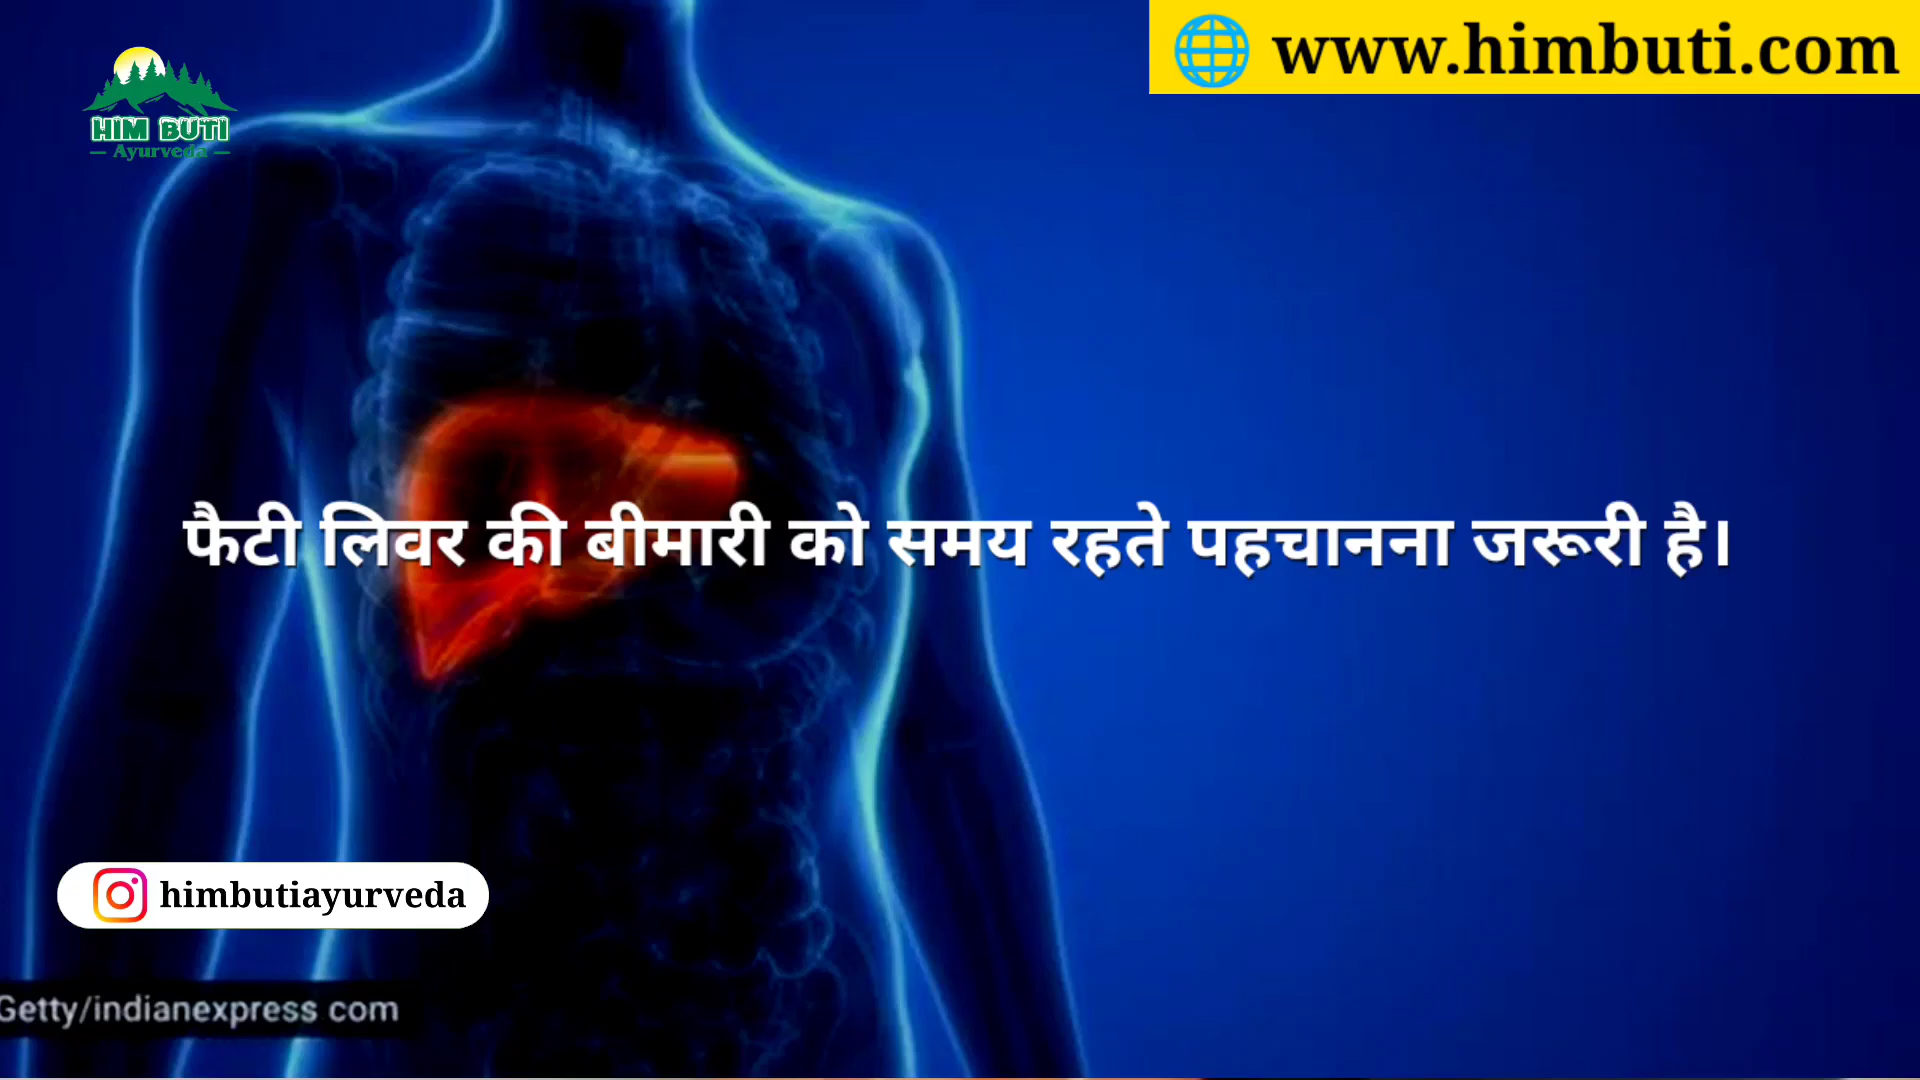 www.himbuti.com
HIM BUTI
Ayurveda
फैटी लिवर की बीमारी को समय रहते पहचानना जरूरी है।
himbutiayurveda
Getty/indianexpress com